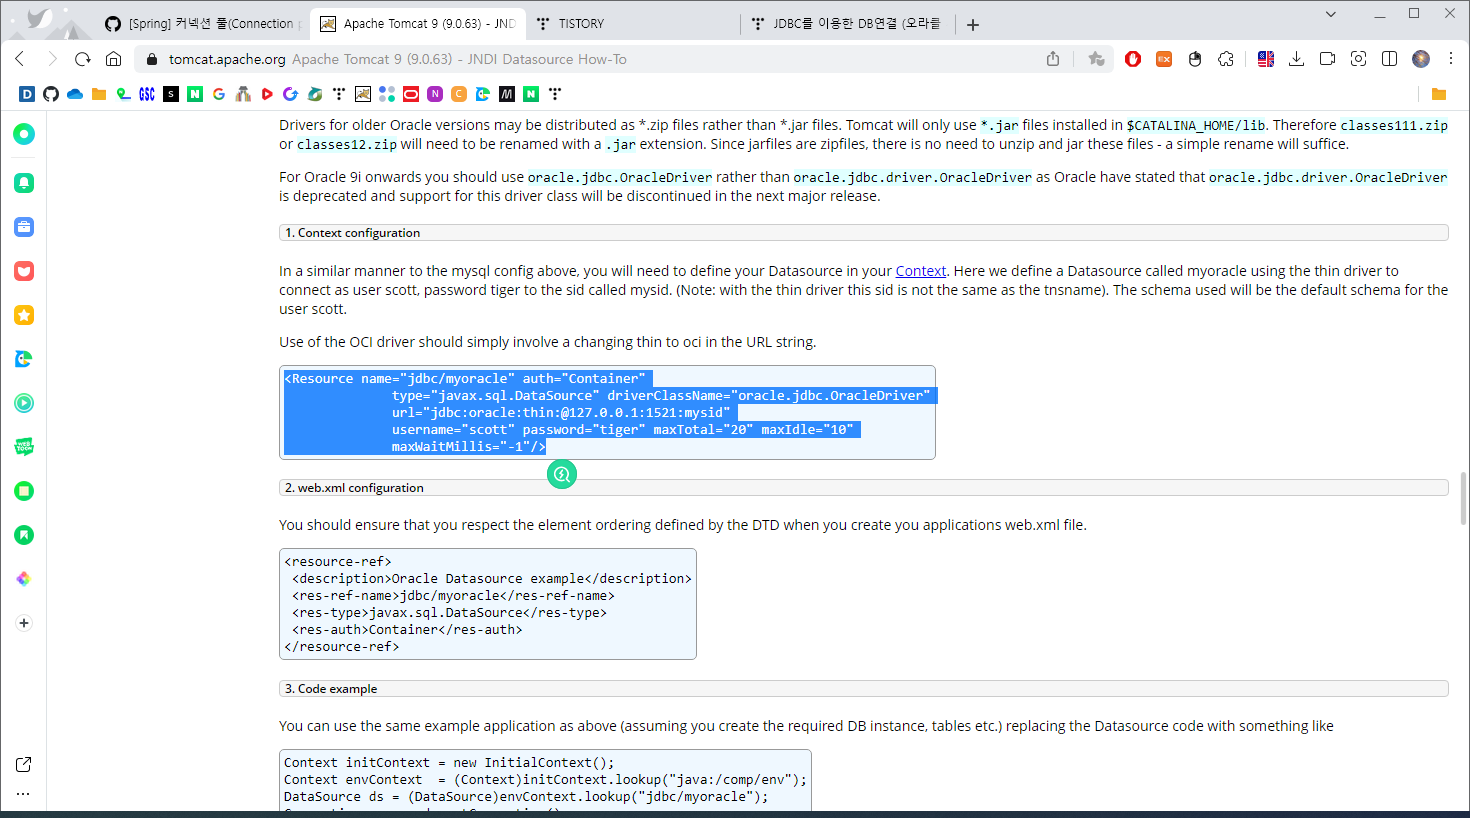 [Spring] 커넥션 풀(Connection p
Apache Tomcat 9 (9.0.63) - JND
TISTORY
JDBC를 이용한 DB연결 (오라클
tomcat.apache.org Apache Tomcat 9 (9.0.63) - JNDI Datasource How-To
Drivers for older Oracle versions may be distributed as *.zip files rather than *.jar files. Tomcat will only use *.jar files installed in $CATALINA_HOME/lib. Therefore classes111.zip
or classes12.zip will need to be renamed with a .jar extension. Since jarfiles are zipfiles, there is no need to unzip and jar these files - a simple rename will suffice.
For Oracle 9i onwards you should use oracle.jdbc.OracleDriver rather than oracle.jdbc.driver.OracleDriver as Oracle have stated that oracle.jdbc.driver.OracleDriver
is deprecated and support for this driver class will be discontinued in the next major release.
1. Context configuration
In a similar manner to the mysql config above, you will need to define your Datasource in your Context. Here we define a Datasource called myoracle using the thin driver to
connect as user scott, password tiger to the sid called mysid. (Note: with the thin driver this sid is not the same as the tnsname). The schema used will be the default schema for the
user scott.
Use of the OCI driver should simply involve a changing thin to oci in the URL string.
<Resource name="jdbc/myoracle" auth="Container"
type="javax.sql.DataSource" driverClassName="oracle.jdbc.OracleDriver"
url="jdbc:oracle:thin:@127.0.0.1:1521:mysid"
username="scott" password="tiger" maxTotal="20" maxIdle="10"
maxWaitMillis="-1"/>
2. web.xml configuration
You should ensure that you respect the element ordering defined by the DTD when you create you applications web.xml file.
<resource-ref>
<description>Oracle Datasource example</description>
<res-ref-name>jdbc/myoracle</res-ref-name>
<res-type>javax.sql.DataSource</res-type>
<res-auth>Container</res-auth>
</resource-ref>
3. Code example
You can use the same example application as above (assuming you create the required DB instance, tables etc.) replacing the Datasource code with something like
Context initContext = new InitialContext();
Context envContext  = (Context)initContext.lookup("java:/comp/env");
DataSource ds = (DataSource)envContext.lookup("jdbc/myoracle");